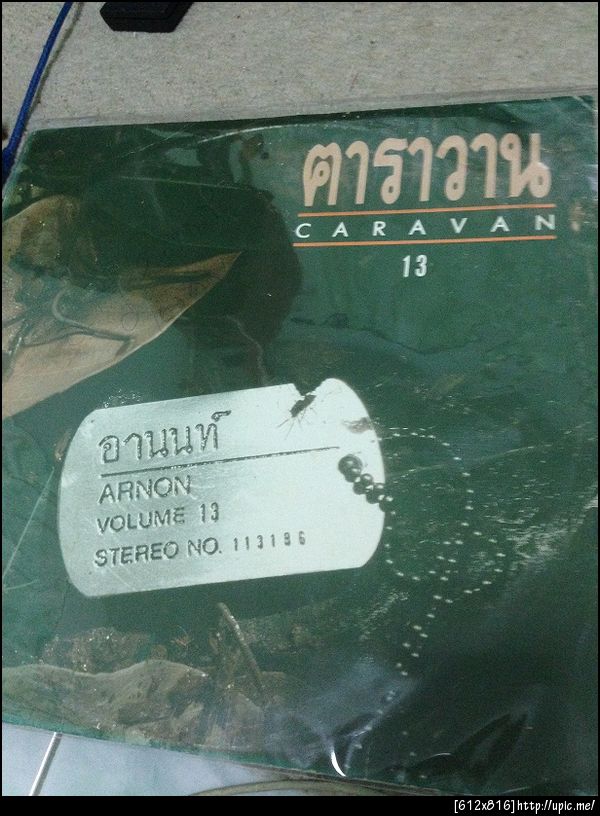 คาราวาน
CARAVAN
13
อานนท์
ARNON
VOLUME 13
STEREO NO. 113186
[612x816]http://upic.me/